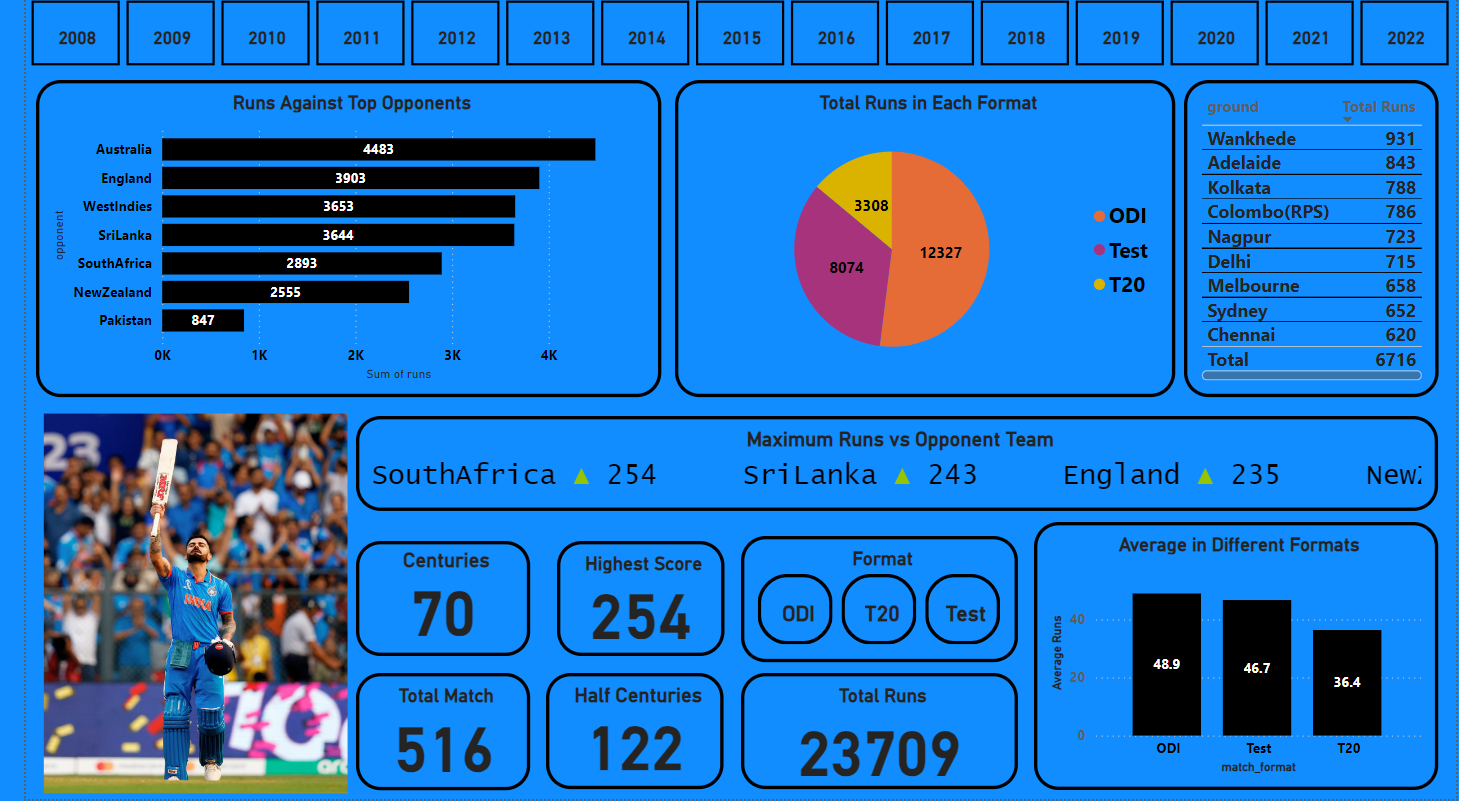 2008 2009 2010 2011 2012 2013 2014 2015 2016 2017 2018 2019 2020 2021 2022
Runs Against Top Opponents
opponent
Australia 4483
England 3903
WestIndies 3653
SriLanka 3644
SouthAfrica 2893
NewZealand 2555
Pakistan 847
0K 1K 2K 3K 4K
Sum of runs
Total Runs in Each Format
3308
12327
8074
ODI
Test
T20
ground Total Runs
Wankhede 931
Adelaide 843
Kolkata 788
Colombo(RPS) 786
Nagpur 723
Delhi 715
Melbourne 658
Sydney 652
Chennai 620
Total 6716
23
INDIA
Maximum Runs vs Opponent Team
SouthAfrica ▲ 254 SriLanka ▲ 243 England ▲ 235 New
Centuries
70
Highest Score
254
Format
ODI T20 Test
Total Match
516
Half Centuries
122
Total Runs
23709
Average in Different Formats
Average Runs
40
20
0
48.9
46.7
36.4
ODI Test T20
match_format